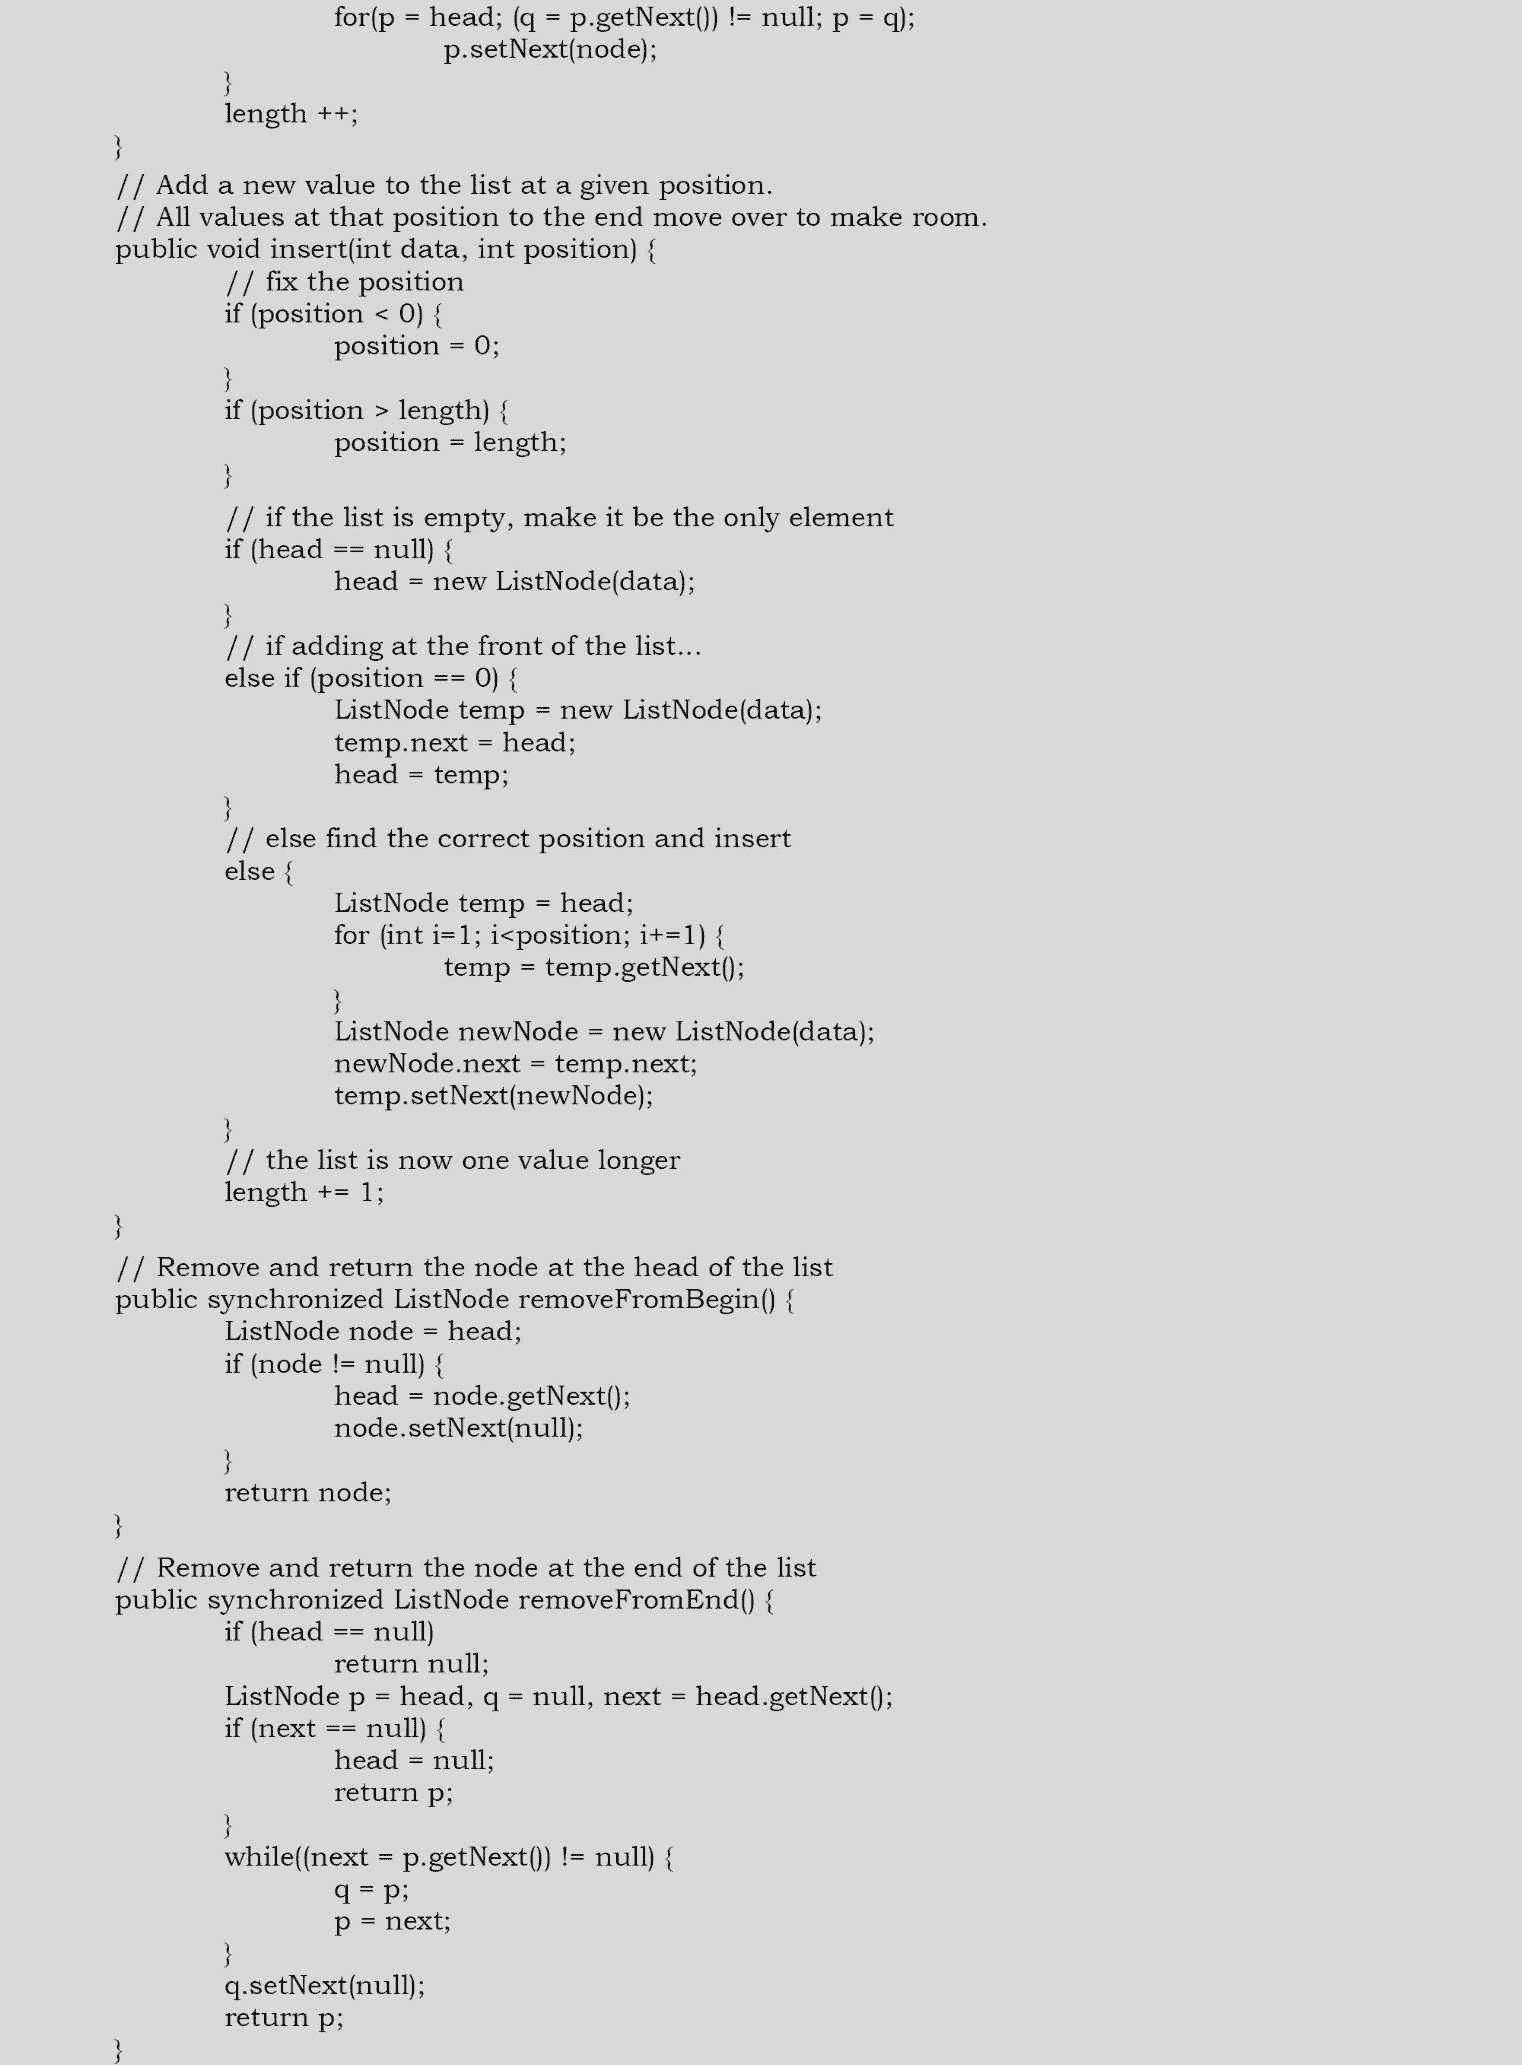 for(p = head; (q = p.getNext()) != null; p = q);
p.setNext(node);
}
length ++;
}
// Add a new value to the list at a given position.
// All values at that position to the end move over to make room.
public void insert(int data, int position) {
// fix the position
if (position < 0) {
position = 0;
}
if (position > length) {
position = length;
}
// if the list is empty, make it be the only element
if (head == null) {
head = new ListNode(data);
}
// if adding at the front of the list...
else if (position == 0) {
ListNode temp = new ListNode(data);
temp.next = head;
head = temp;
}
// else find the correct position and insert
else {
ListNode temp = head;
for (int i=1; i<position; i+=1) {
temp = temp.getNext();
}
ListNode newNode = new ListNode(data);
newNode.next = temp.next;
temp.setNext(newNode);
}
// the list is now one value longer
length += 1;
}
// Remove and return the node at the head of the list
public synchronized ListNode removeFromBegin() {
ListNode node = head;
if (node != null) {
head = node.getNext();
node.setNext(null);
}
return node;
}
// Remove and return the node at the end of the list
public synchronized ListNode removeFromEnd() {
if (head == null)
return null;
ListNode p = head, q = null, next = head.getNext();
if (next == null) {
head = null;
return p;
}
while((next = p.getNext()) != null) {
q = p;
p = next;
}
q.setNext(null);
return p;
}